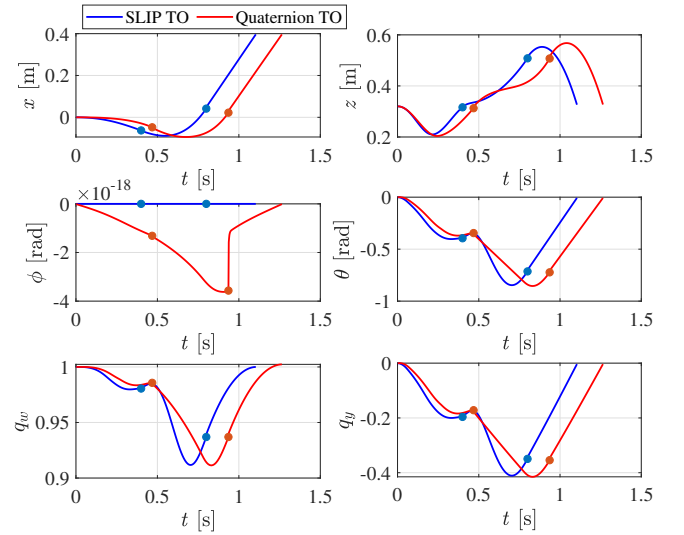 SLIP TO Quaternion TO
0.4
0.2
0
x [m]
0 0.5 1 1.5
t [s]
0.6
0.4
0.2
z [m]
0 0.5 1 1.5
t [s]
×10-18
0
-2
-4
ϕ [rad]
0 0.5 1 1.5
t [s]
0
-0.5
-1
θ [rad]
0 0.5 1 1.5
t [s]
1
0.95
0.9
qw
0 0.5 1 1.5
t [s]
0
-0.2
-0.4
qy
0 0.5 1 1.5
t [s]